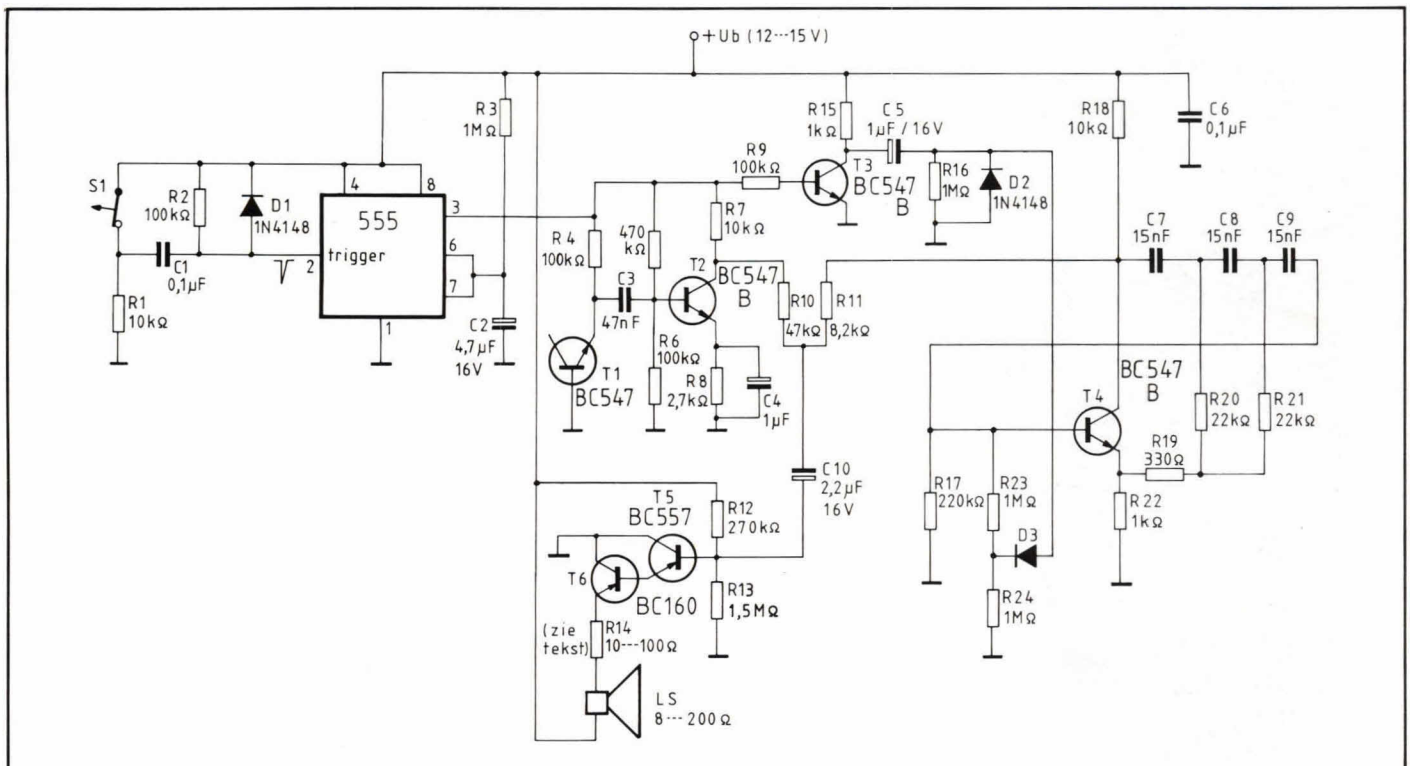 +Ub (12---15V)
S1
R2
100kΩ
D1
1N4148
C1
0,1µF
R1
10kΩ
4
8
555
trigger
2
3
6
7
1
R3
1MΩ
C2
4,7µF
16V
R4
100kΩ
470
kΩ
C3
47nF
T1
BC547
R6
100kΩ
R7
10kΩ
T2
BC547
B
R8
2,7kΩ
C4
1µF
R9
100kΩ
R15
1kΩ
T3
BC547
B
C5
1µF / 16V
R16
1MΩ
D2
1N4148
R10
47kΩ
R11
8,2kΩ
R18
10kΩ
C6
0,1µF
C7
15nF
C8
15nF
C9
15nF
BC547
B
T4
R20
22kΩ
R21
22kΩ
R19
330Ω
R17
220kΩ
R23
1MΩ
D3
R24
1MΩ
R22
1kΩ
C10
2,2µF
16V
T5
BC557
R12
270kΩ
T6
BC160
R13
1,5MΩ
(zie
tekst)
R14
10---100Ω
LS
8---200Ω